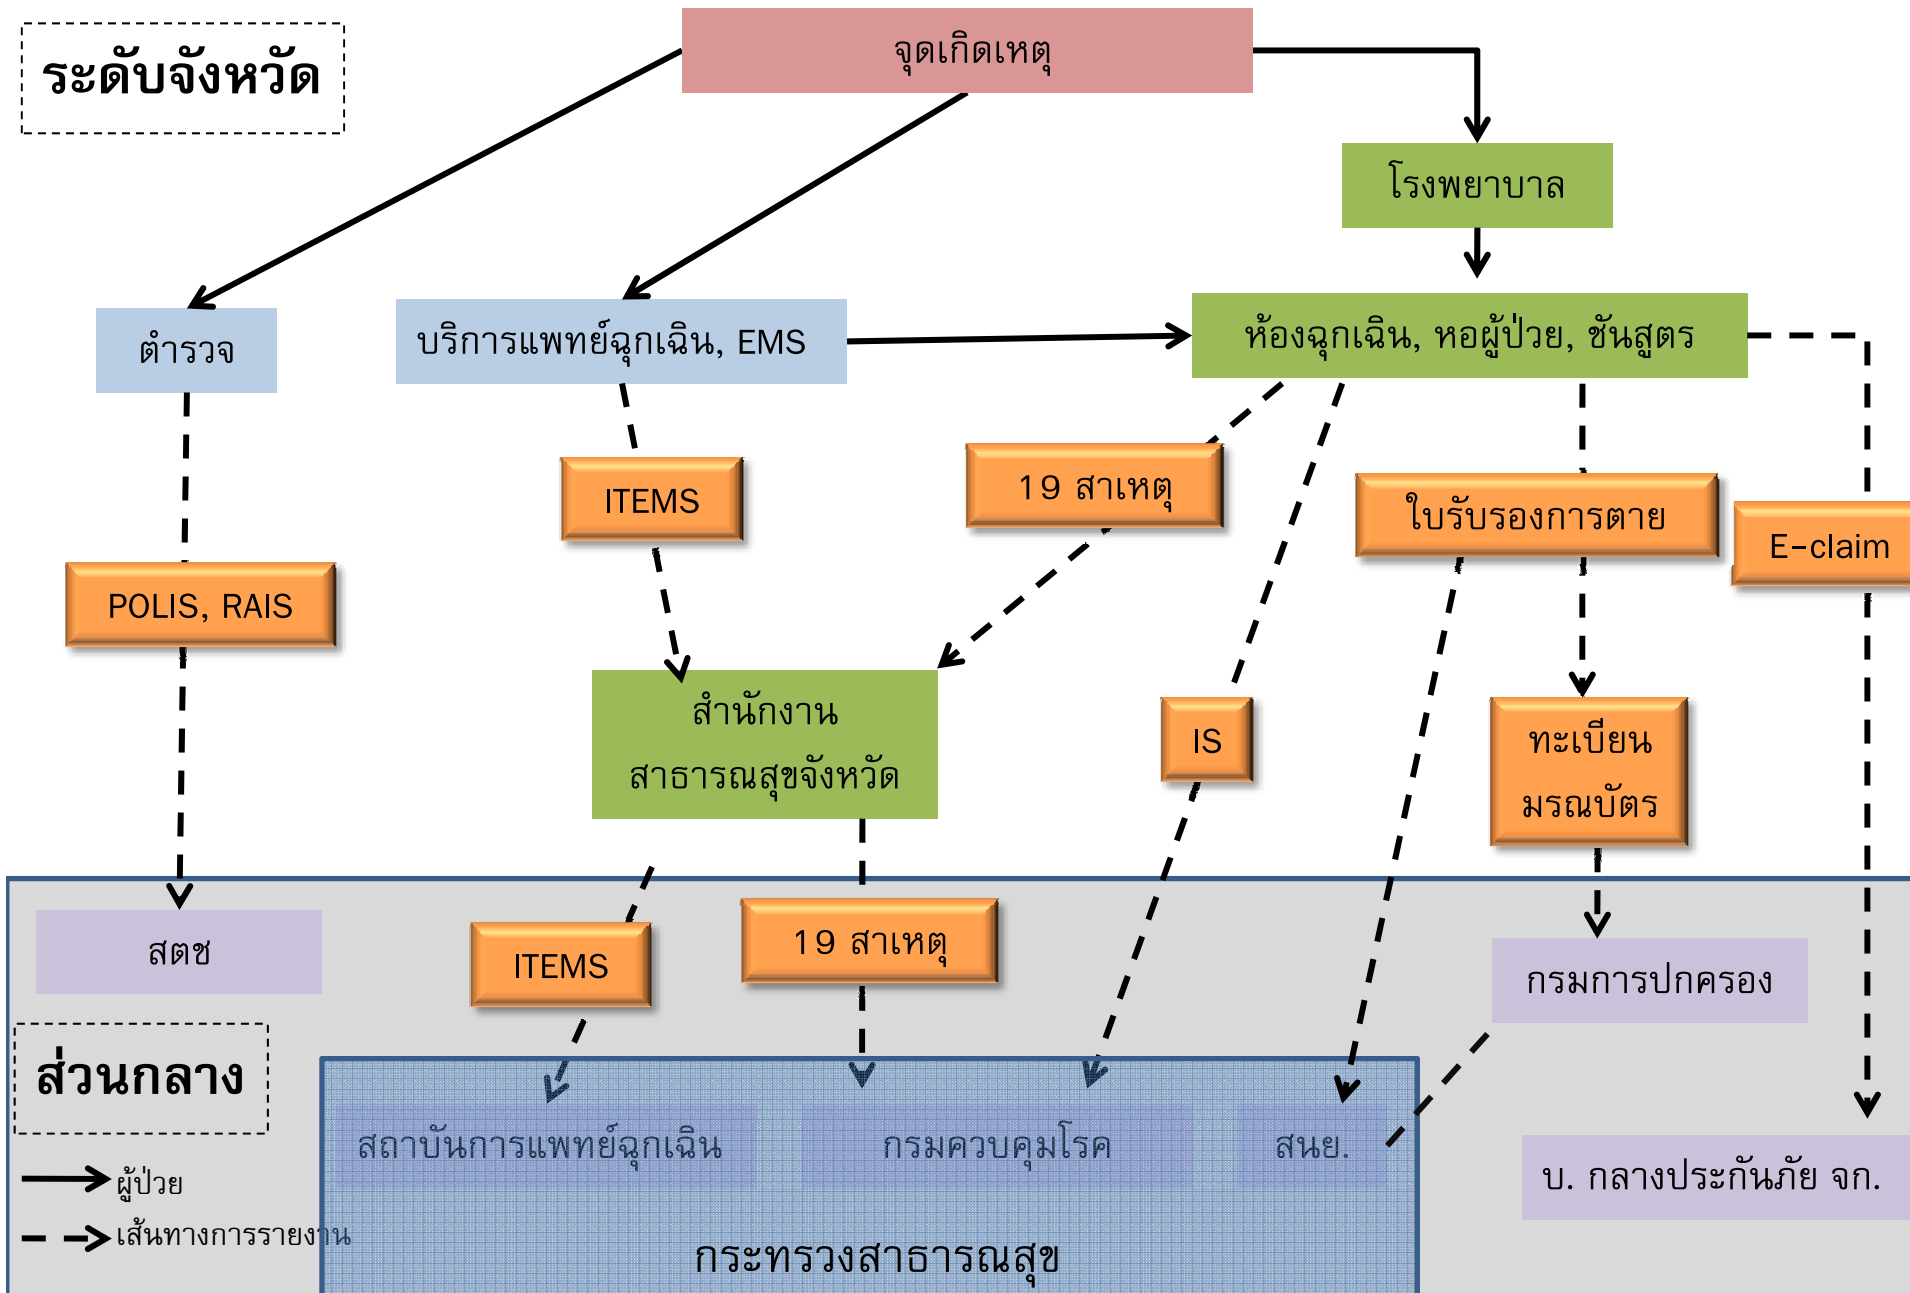 ระดับจังหวัด
จุดเกิดเหตุ
โรงพยาบาล
ตำรวจ
บริการแพทย์ฉุกเฉิน, EMS
ห้องฉุกเฉิน, หอผู้ป่วย, ชันสูตร
ITEMS
19 สาเหตุ
ใบรับรองการตาย
E-claim
POLIS, RAIS
สำนักงาน
สาธารณสุขจังหวัด
IS
ทะเบียน
มรณบัตร
สตช
ITEMS
19 สาเหตุ
กรมการปกครอง
ส่วนกลาง
สถาบันการแพทย์ฉุกเฉิน
กรมควบคุมโรค
สนย.
บ. กลางประกันภัย จก.
ผู้ป่วย
เส้นทางการรายงาน
กระทรวงสาธารณสุข